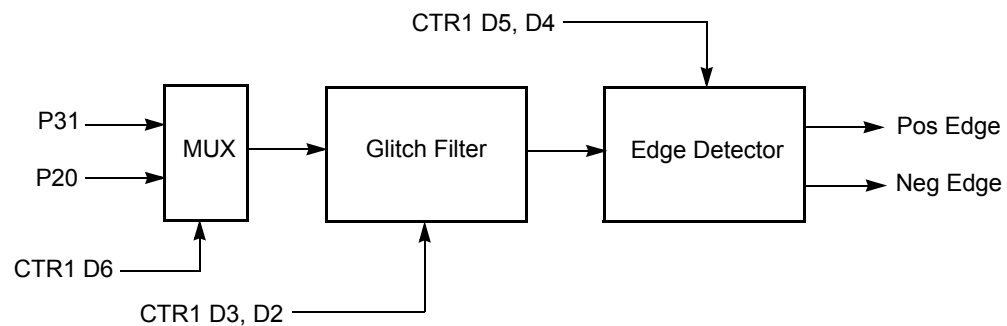 CTR1 D5, D4
P31
P20
MUX
Glitch Filter
Edge Detector
Pos Edge
Neg Edge
CTR1 D6
CTR1 D3, D2